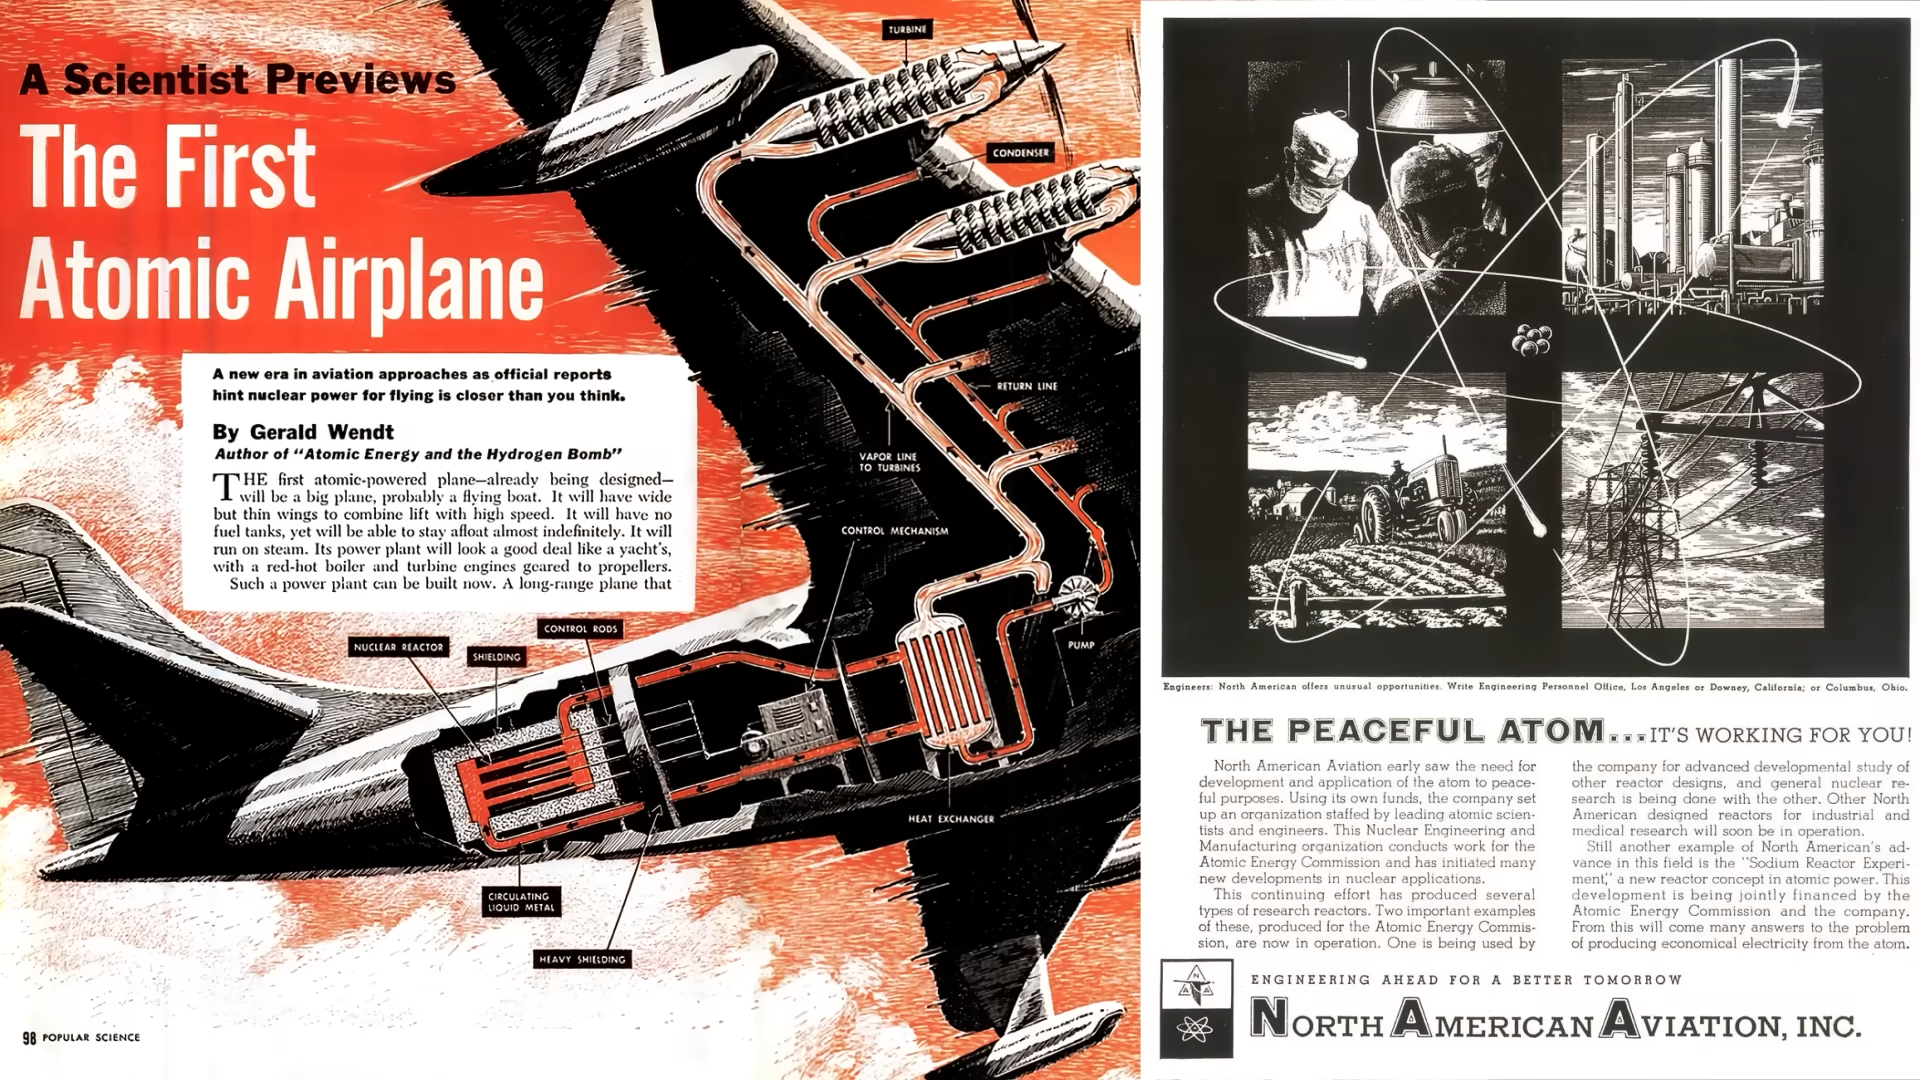 A Scientist Previews
The First
Atomic Airplane
A new era in aviation approaches as official reports
hint nuclear power for flying is closer than you think.
By Gerald Wendt
Author of “Atomic Energy and the Hydrogen Bomb”
THE first atomic-powered plane—already being designed—
will be a big plane, probably a flying boat. It will have wide
but thin wings to combine lift with high speed. It will have no
fuel tanks, yet will be able to stay afloat almost indefinitely. It will
run on steam. Its power plant will look a good deal like a yacht’s,
with a red-hot boiler and turbine engines geared to propellers.
Such a power plant can be built now. A long-range plane that
TURBINE
CONDENSER
RETURN LINE
VAPOR LINE
TO TURBINES
CONTROL MECHANISM
PUMP
CONTROL RODS
NUCLEAR REACTOR
SHIELDING
HEAT EXCHANGER
CIRCULATING
LIQUID METAL
HEAVY SHIELDING
98 POPULAR SCIENCE
Engineers: North American offers unusual opportunities. Write Engineering Personnel Office, Los Angeles or Downey, California; or Columbus, Ohio.
THE PEACEFUL ATOM...IT'S WORKING FOR YOU!
North American Aviation early saw the need for
development and application of the atom to peace-
ful purposes. Using its own funds, the company set
up an organization staffed by leading atomic scien-
tists and engineers. This Nuclear Engineering and
Manufacturing organization conducts work for the
Atomic Energy Commission and has initiated many
new developments in nuclear applications.
This continuing effort has produced several
types of research reactors. Two important examples
of these, produced for the Atomic Energy Commis-
sion, are now in operation. One is being used by
the company for advanced developmental study of
other reactor designs, and general nuclear re-
search is being done with the other. Other North
American designed reactors for industrial and
medical research will soon be in operation.
Still another example of North American's ad-
vance in this field is the "Sodium Reactor Experi-
ment," a new reactor concept in atomic power. This
development is being jointly financed by the
Atomic Energy Commission and the company.
From this will come many answers to the problem
of producing economical electricity from the atom.
N
A A
ENGINEERING AHEAD FOR A BETTER TOMORROW
NORTH AMERICAN AVIATION, INC.